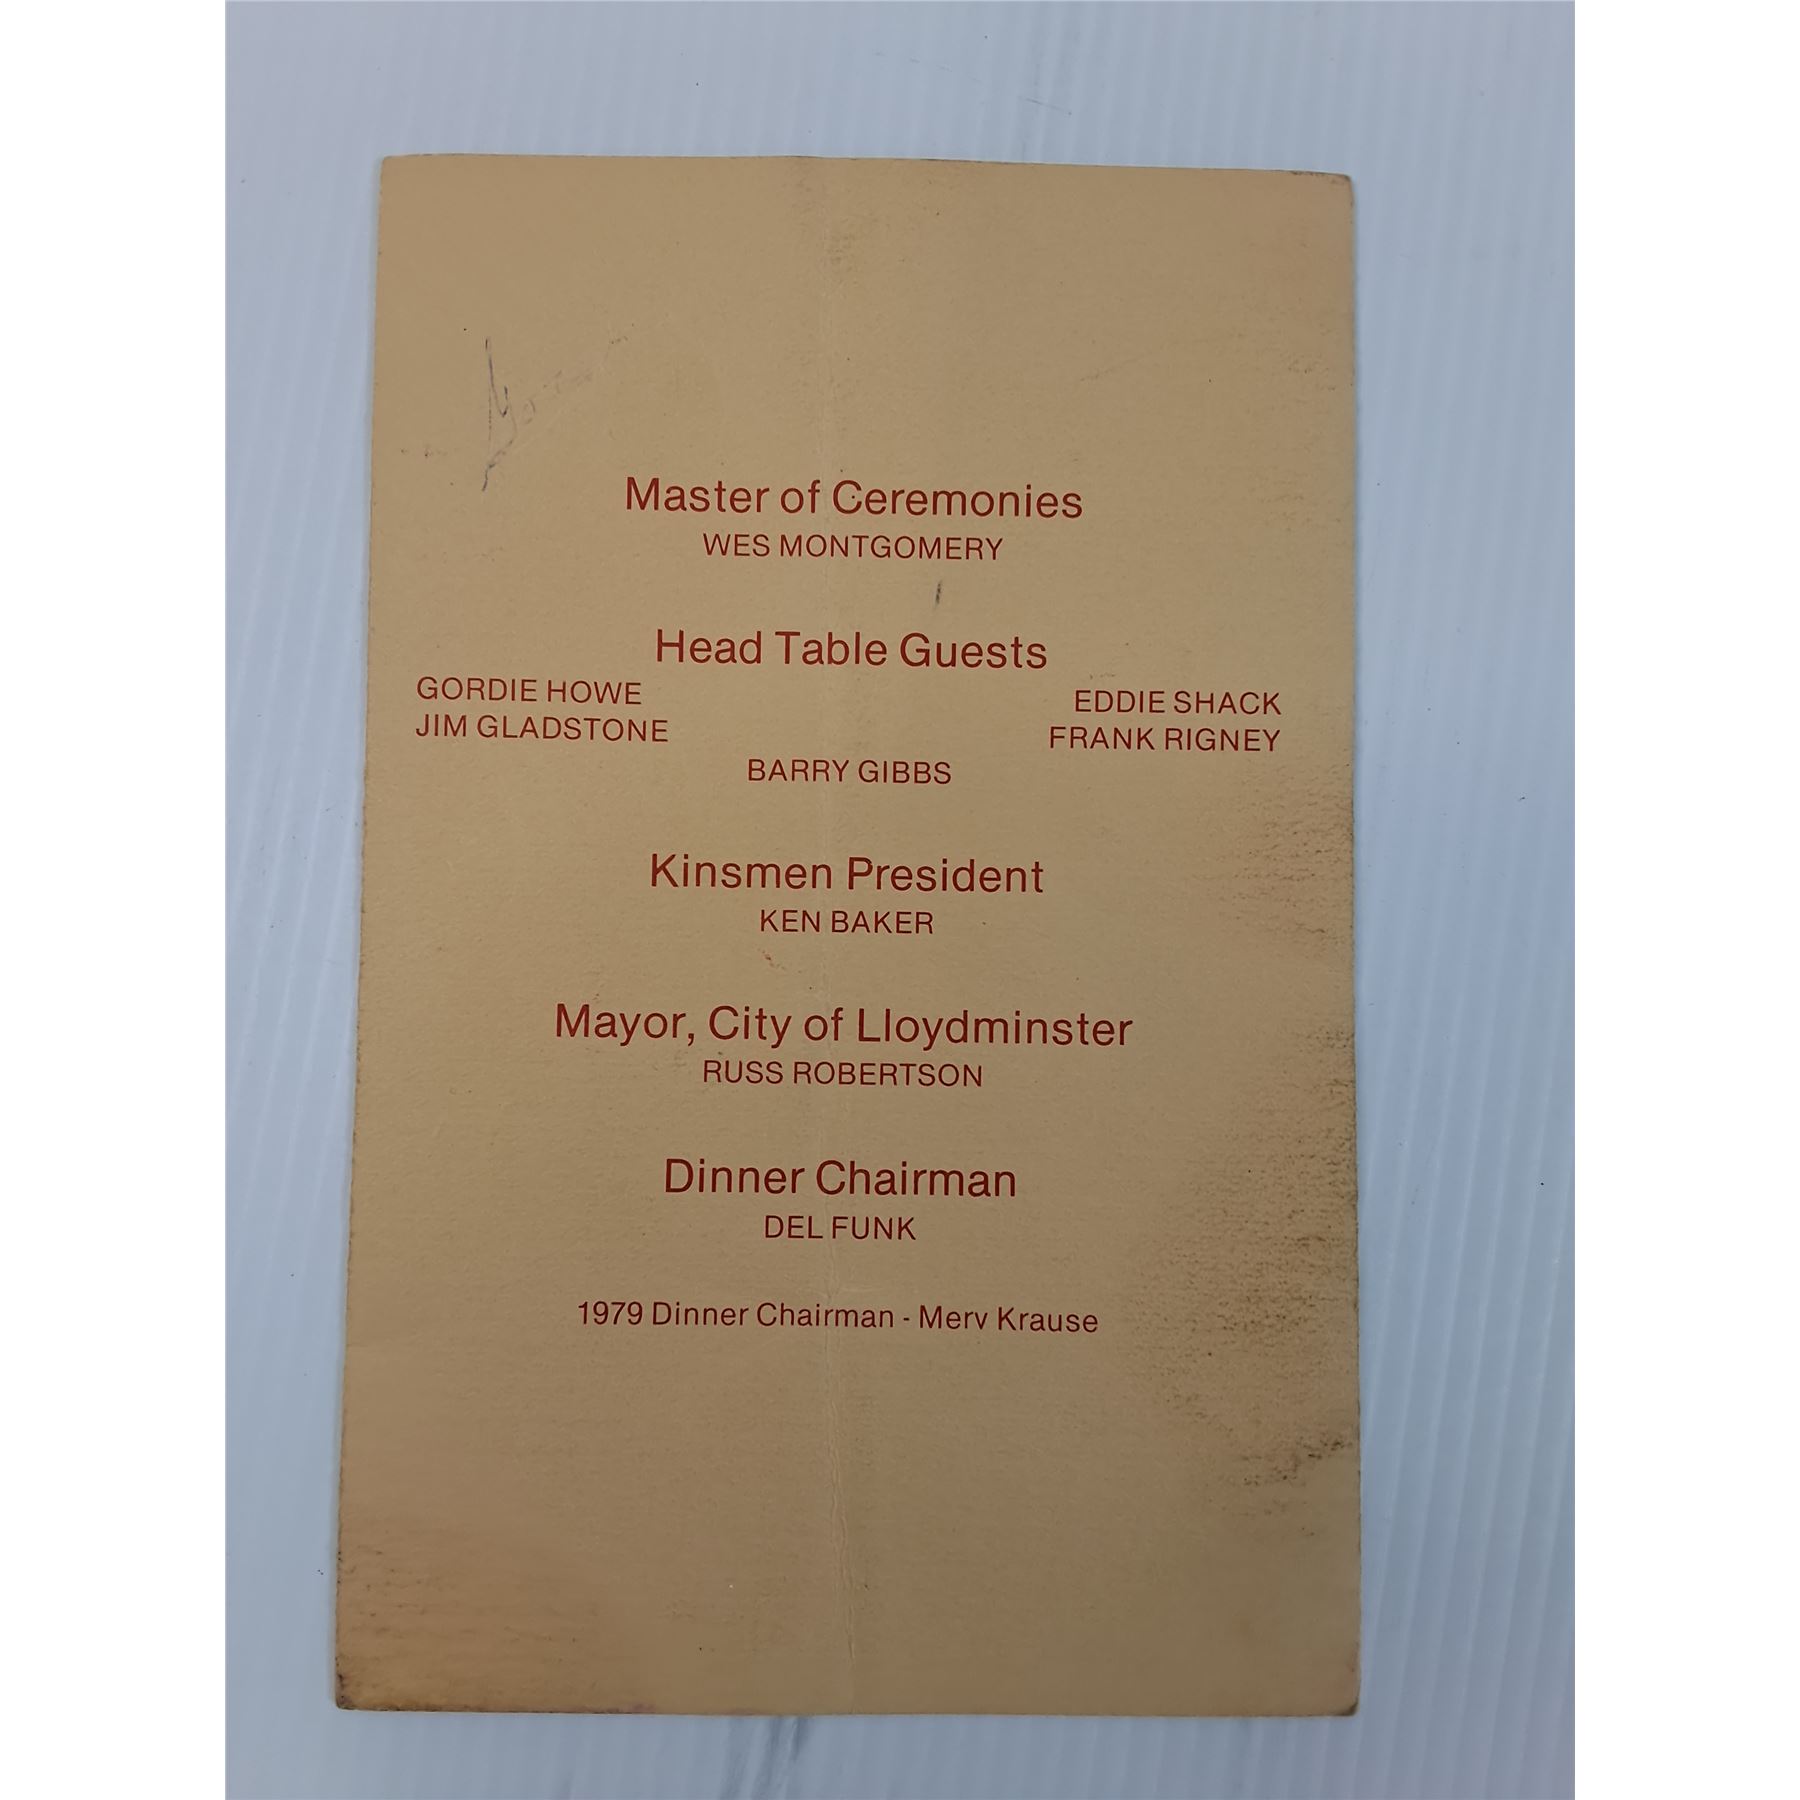 Master of Ceremonies
WES MONTGOMERY
Head Table Guests
GORDIE HOWE EDDIE SHACK
JIM GLADSTONE FRANK RIGNEY
BARRY GIBBS
Kinsmen President
KEN BAKER
Mayor, City of Lloydminster
RUSS ROBERTSON
Dinner Chairman
DEL FUNK
1979 Dinner Chairman - Merv Krause